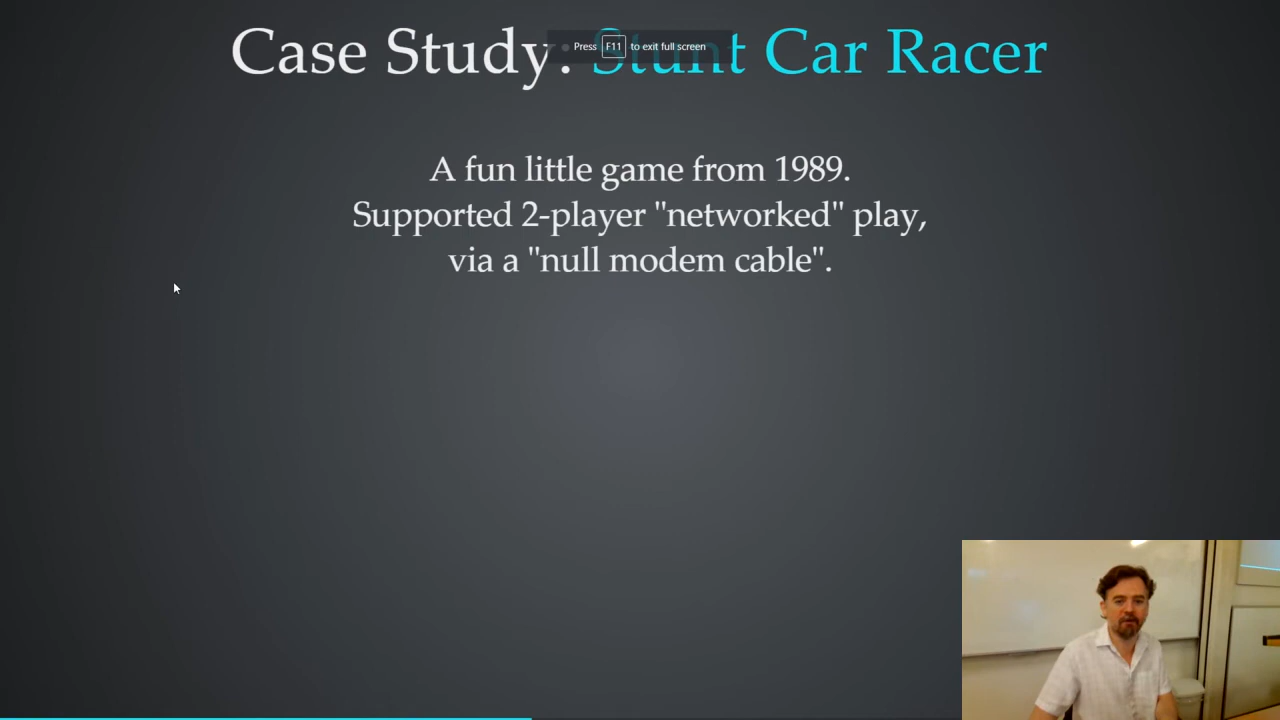 Case Study: Stunt Car Racer
Press F11 to exit full screen
A fun little game from 1989.
Supported 2-player "networked" play,
via a "null modem cable".